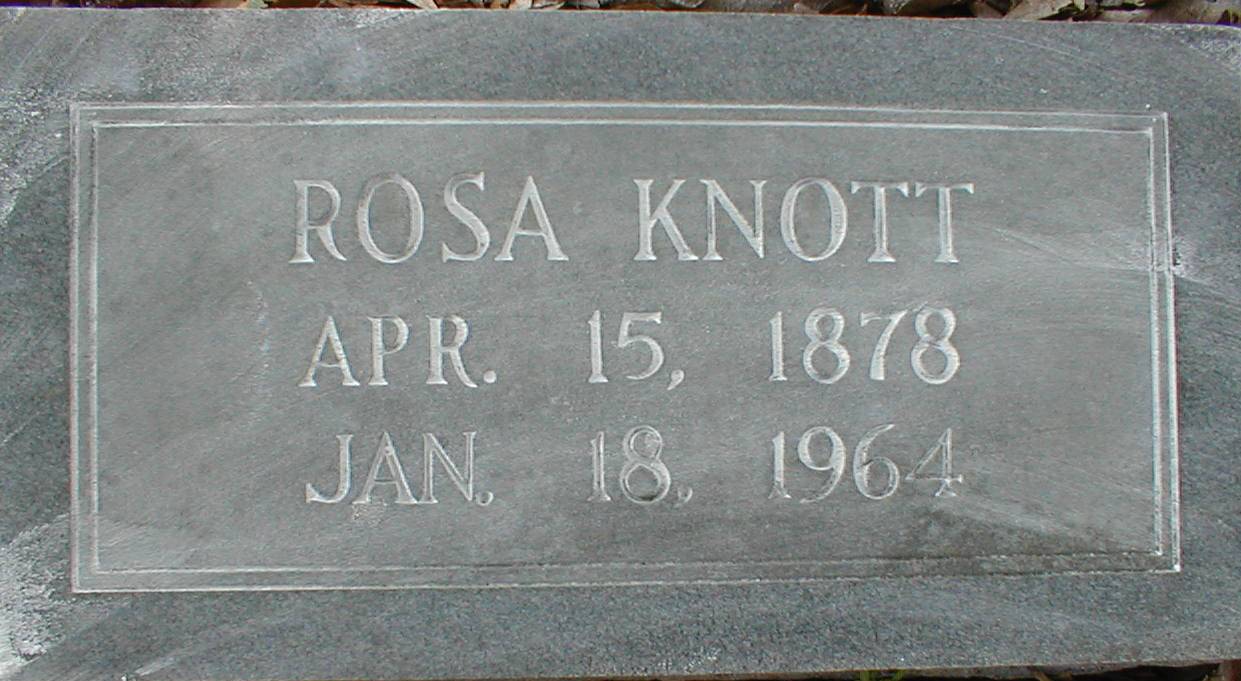 ROSA KNOTT
APR. 15, 1878
JAN. 18, 1964